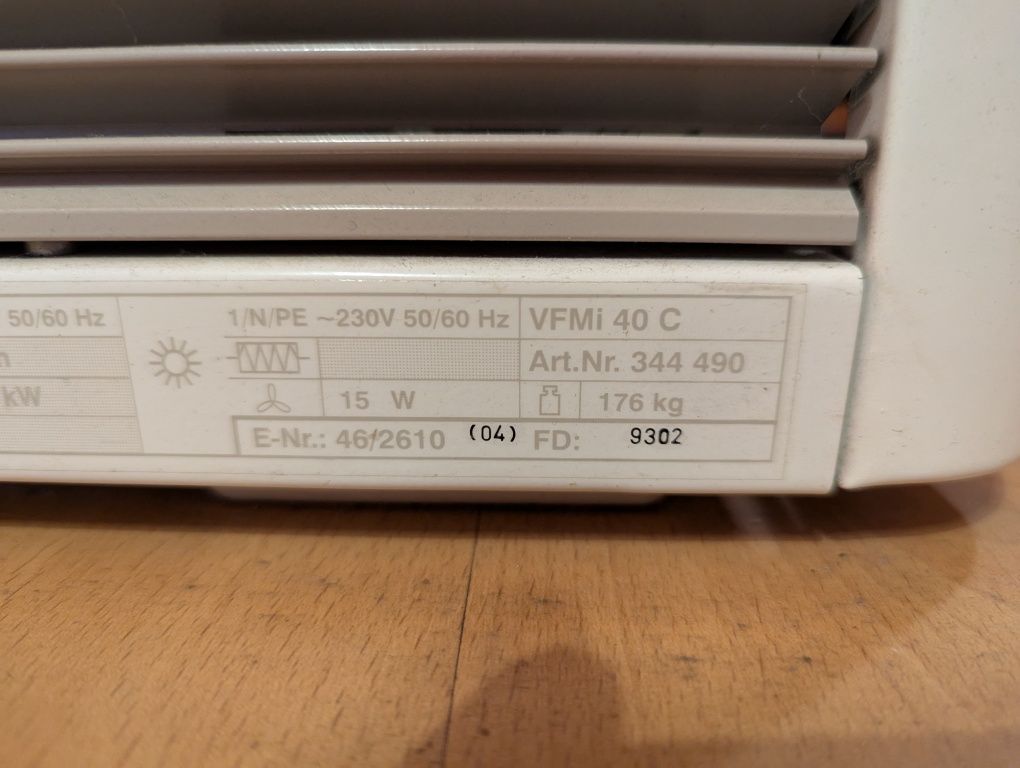 50/60 Hz
kW
1/N/PE ~230V 50/60 Hz
15 W
VFMi 40 C
Art.Nr. 344 490
176 kg
E-Nr.: 46/2610 (04) FD: 9302